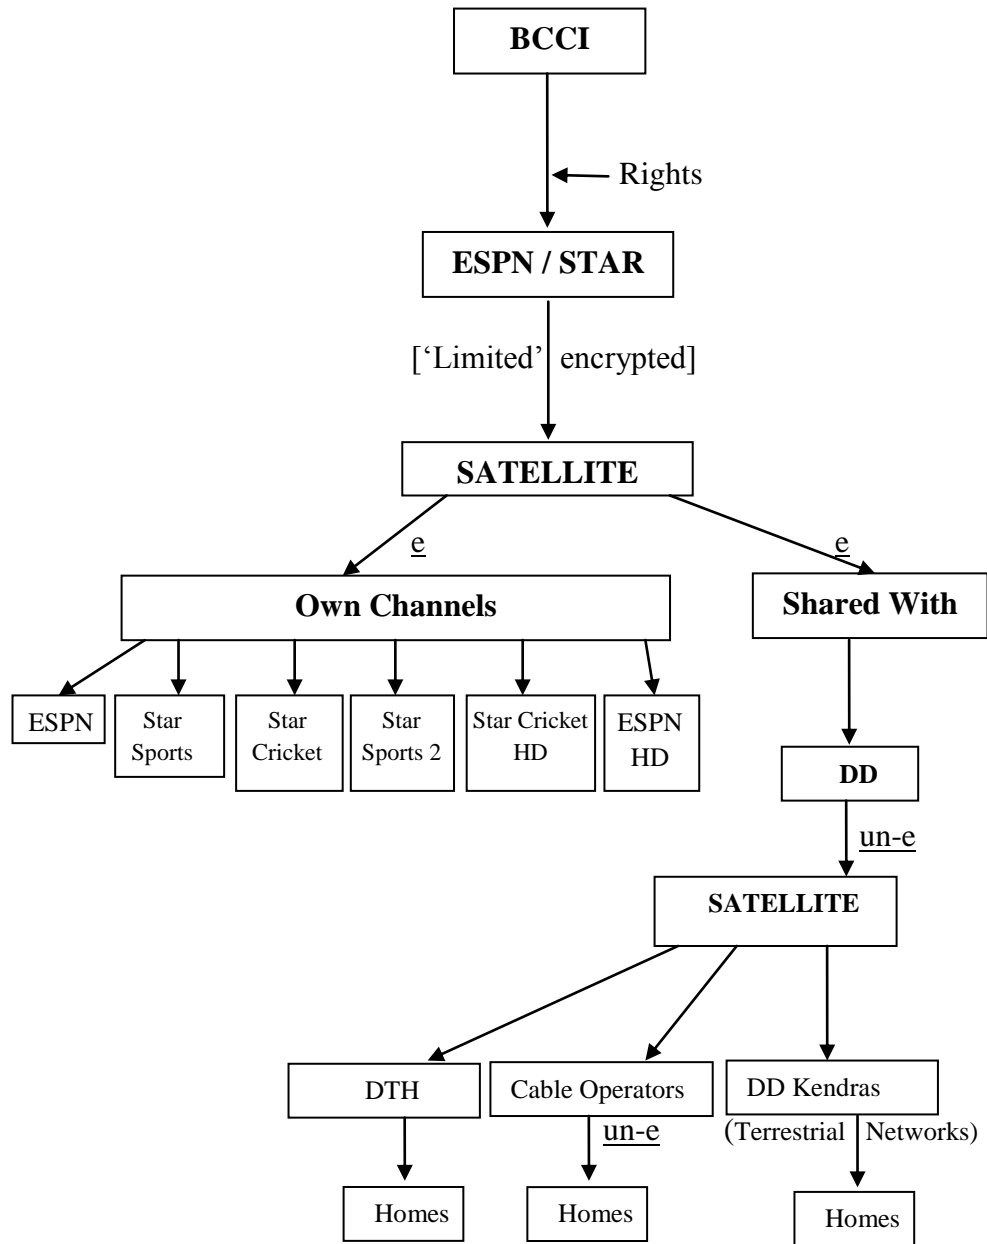 BCCI
Rights
ESPN / STAR
[‘Limited’ encrypted]
SATELLITE
e
e
Own Channels
Shared With
ESPN
Star
Sports
Star
Cricket
Star
Sports 2
Star Cricket
HD
ESPN
HD
DD
un-e
SATELLITE
DTH
Cable Operators
DD Kendras
un-e
(Terrestrial Networks)
Homes
Homes
Homes